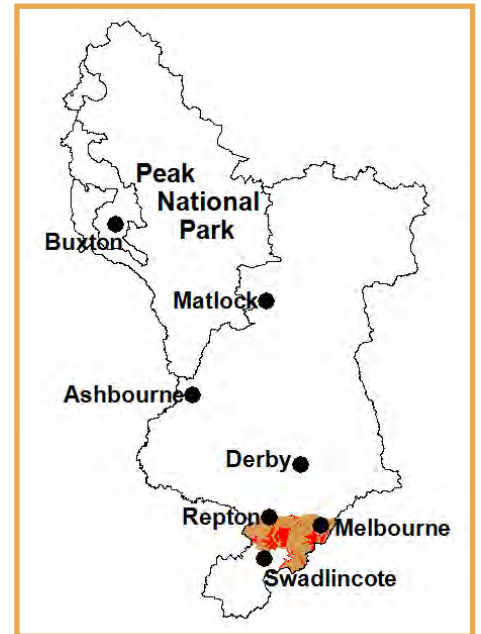 Peak
National
Park
Buxton
Matlock
Ashbourne
Derby
Repton
Melbourne
Swadlincote